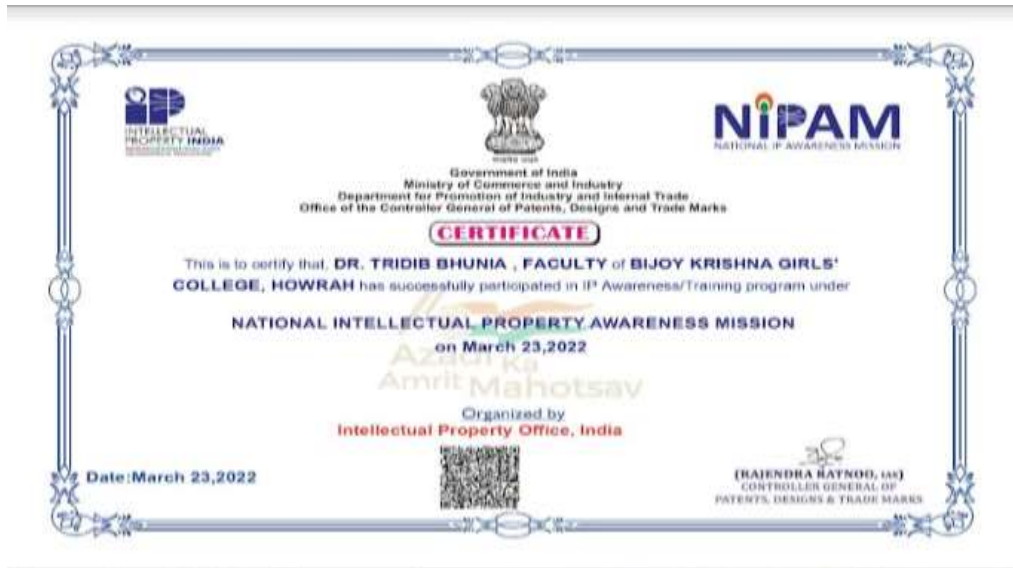 iP
INTELLECTUAL
PROPERTY INDIA
NiPAM
NATIONAL IP AWARENESS MISSION
Government of India
Ministry of Commerce and Industry
Department for Promotion of Industry and Internal Trade
Office of the Controller General of Patents, Designs and Trade Marks
CERTIFICATE
This is to certify that, DR. TRIDIB BHUNIA , FACULTY of BIJOY KRISHNA GIRLS'
COLLEGE, HOWRAH has successfully participated in IP Awareness/Training program under
NATIONAL INTELLECTUAL PROPERTY AWARENESS MISSION
on March 23,2022
Azadi Ka
Amrit Mahotsav
Organized by
Intellectual Property Office, India
Date:March 23,2022
(RAJENDRA RATNOO, IAS)
CONTROLLER GENERAL OF
PATENTS, DESIGNS & TRADE MARKS